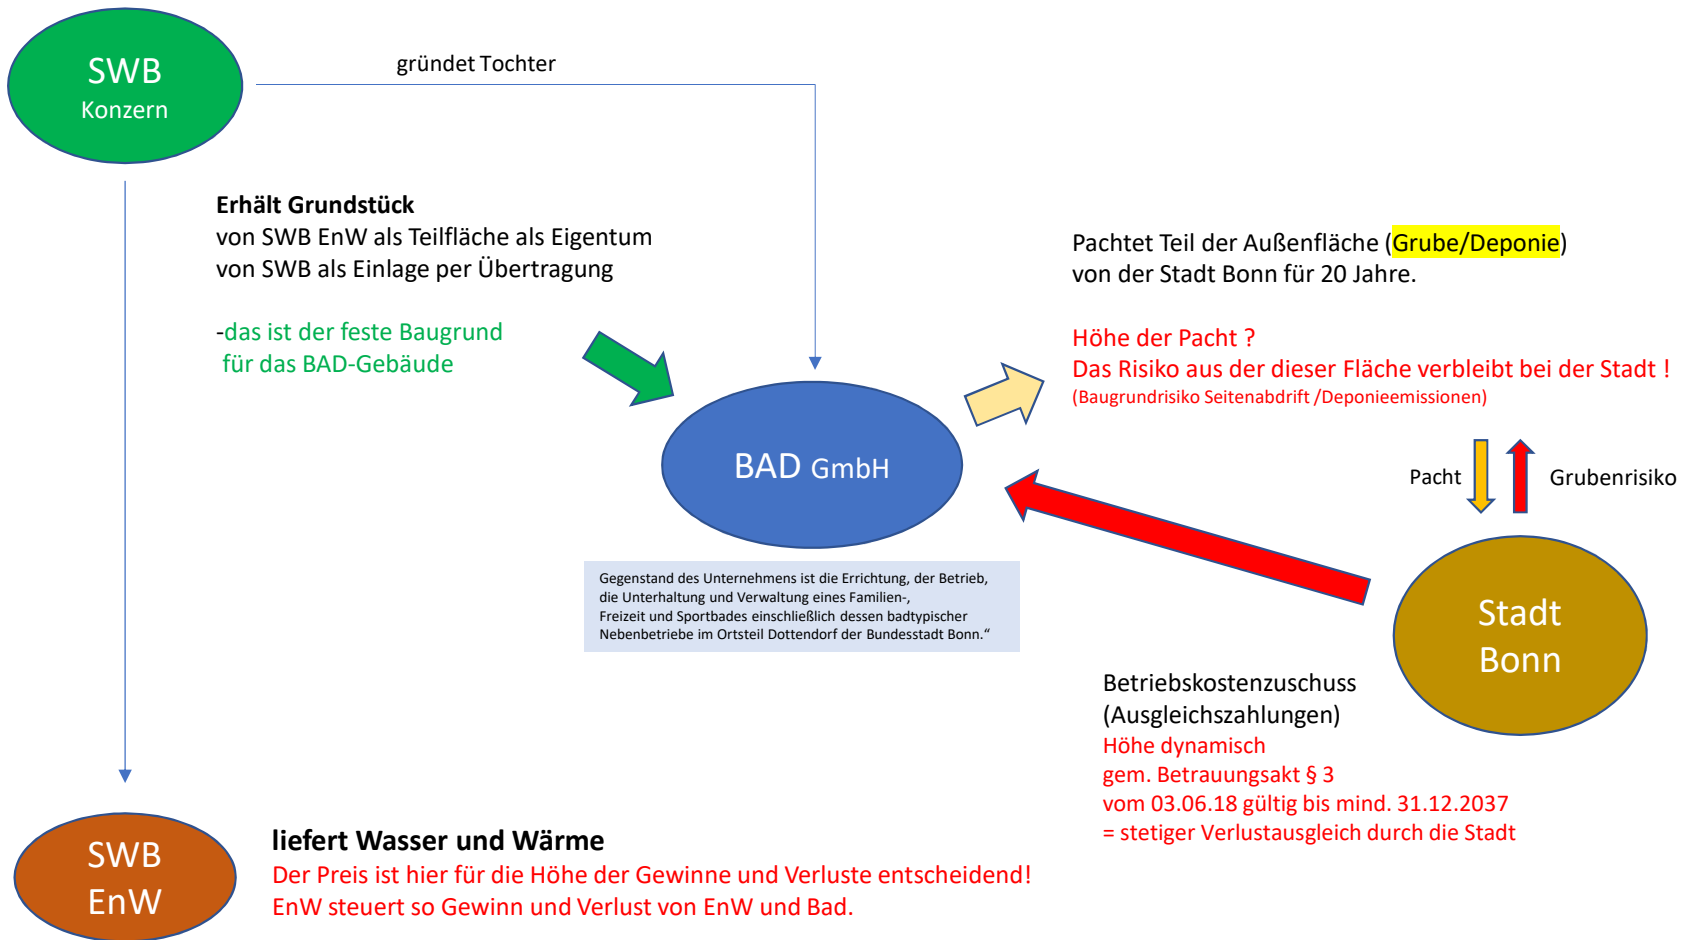 SWB
Konzern
gründet Tochter
Erhält Grundstück
von SWB EnW als Teilfläche als Eigentum
von SWB als Einlage per Übertragung
-das ist der feste Baugrund
für das BAD-Gebäude
Pachtet Teil der Außenfläche (Grube/Deponie)
von der Stadt Bonn für 20 Jahre.
Höhe der Pacht ?
Das Risiko aus der dieser Fläche verbleibt bei der Stadt !
(Baugrundrisiko Seitenabdrift /Deponieemissionen)
BAD GmbH
Pacht
Grubenrisiko
Gegenstand des Unternehmens ist die Errichtung, der Betrieb,
die Unterhaltung und Verwaltung eines Familien-,
Freizeit und Sportbades einschließlich dessen badtypischer
Nebenbetriebe im Ortsteil Dottendorf der Bundesstadt Bonn.“
Stadt
Bonn
Betriebskostenzuschuss
(Ausgleichszahlungen)
Höhe dynamisch
gem. Betrauungsakt § 3
vom 03.06.18 gültig bis mind. 31.12.2037
= stetiger Verlustausgleich durch die Stadt
SWB
EnW
liefert Wasser und Wärme
Der Preis ist hier für die Höhe der Gewinne und Verluste entscheidend!
EnW steuert so Gewinn und Verlust von EnW und Bad.